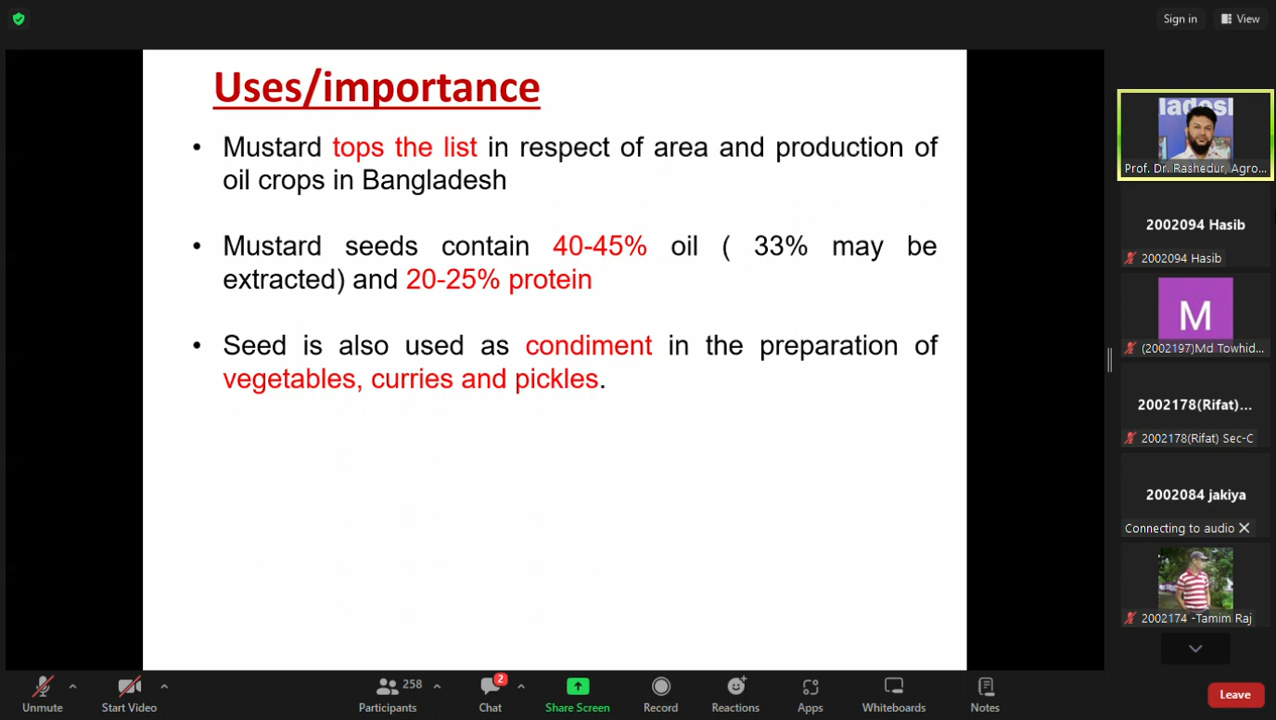 Sign in
View
Uses/importance
• Mustard tops the list in respect of area and production of
oil crops in Bangladesh
• Mustard seeds contain 40-45% oil ( 33% may be
extracted) and 20-25% protein
• Seed is also used as condiment in the preparation of
vegetables, curries and pickles.
ladesl
Prof. Dr. Rashedur, Agro...
2002094 Hasib
2002094 Hasib
M
(2002197)Md Towhid...
2002178(Rifat)...
2002178(Rifat) Sec-C
2002084 jakiya
Connecting to audio
2002174 -Tamim Raj
Unmute
Start Video
258
Participants
2
Chat
Share Screen
Record
Reactions
Apps
Whiteboards
Notes
Leave